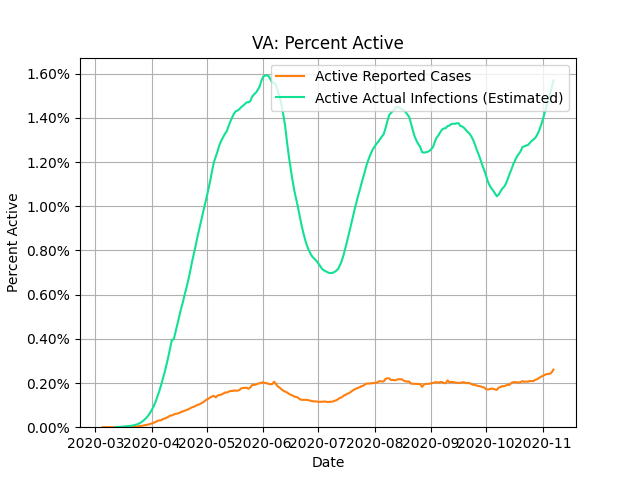 VA: Percent Active
Active Reported Cases
Active Actual Infections (Estimated)
Percent Active
1.60%
1.40%
1.20%
1.00%
0.80%
0.60%
0.40%
0.20%
0.00%
2020-03 2020-04 2020-05 2020-06 2020-07 2020-08 2020-09 2020-10 2020-11
Date